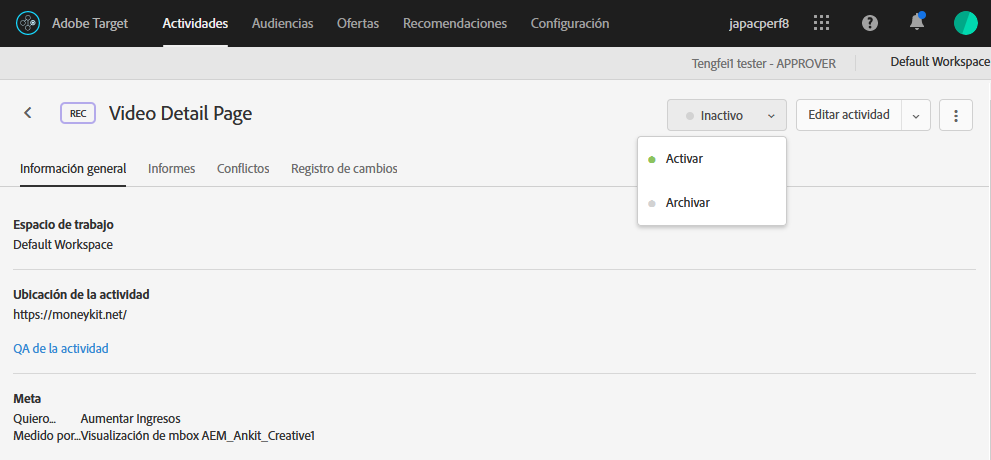 Adobe Target Actividades Audiencias Ofertas Recomendaciones Configuración japacperf8
Tengfei1 tester - APPROVER Default Workspace
REC Video Detail Page Inactivo Editar actividad
Activar
Archivar
Información general Informes Conflictos Registro de cambios
Espacio de trabajo
Default Workspace
Ubicación de la actividad
https://moneykit.net/
QA de la actividad
Meta
Quiero... Aumentar Ingresos
Medido por...Visualización de mbox AEM_Ankit_Creative1